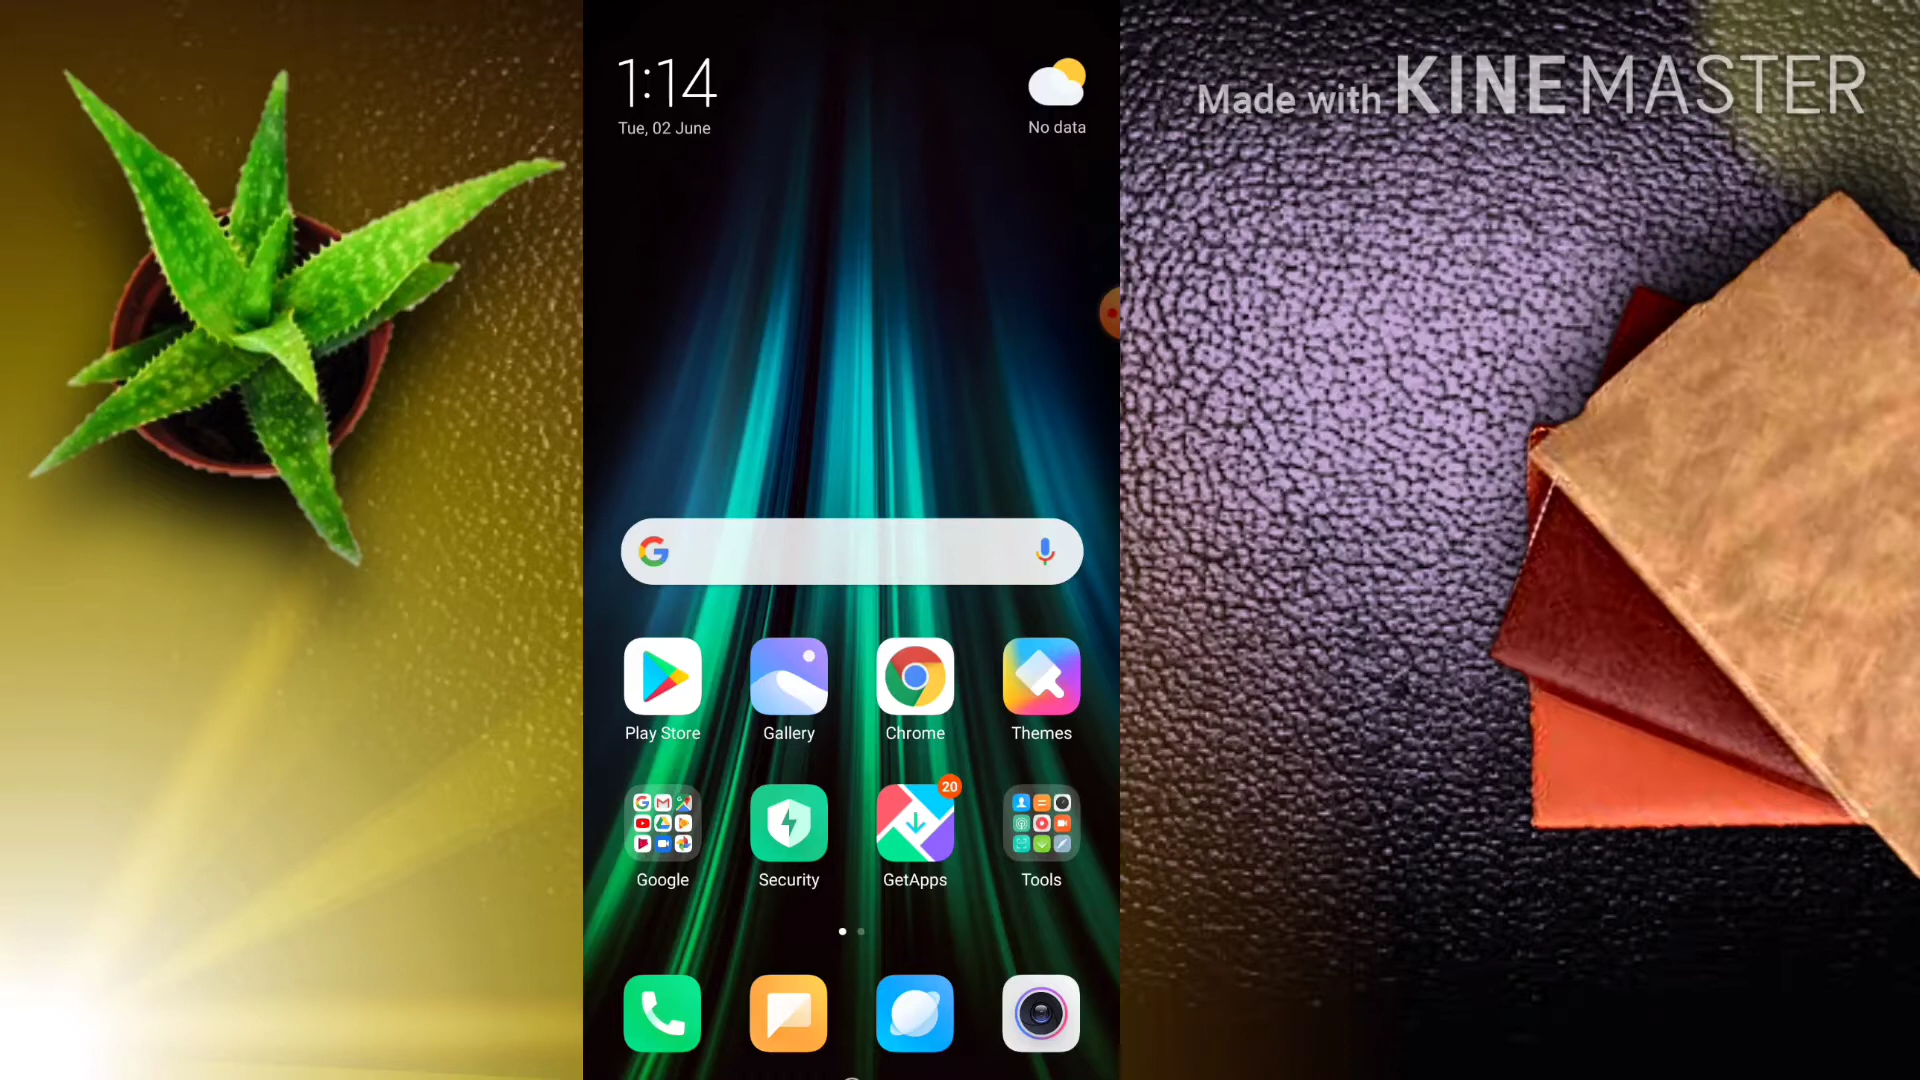 1:14
Tue, 02 June
No data
Made with KINEMASTER
Play Store
Gallery
Chrome
Themes
20
Google
Security
GetApps
Tools